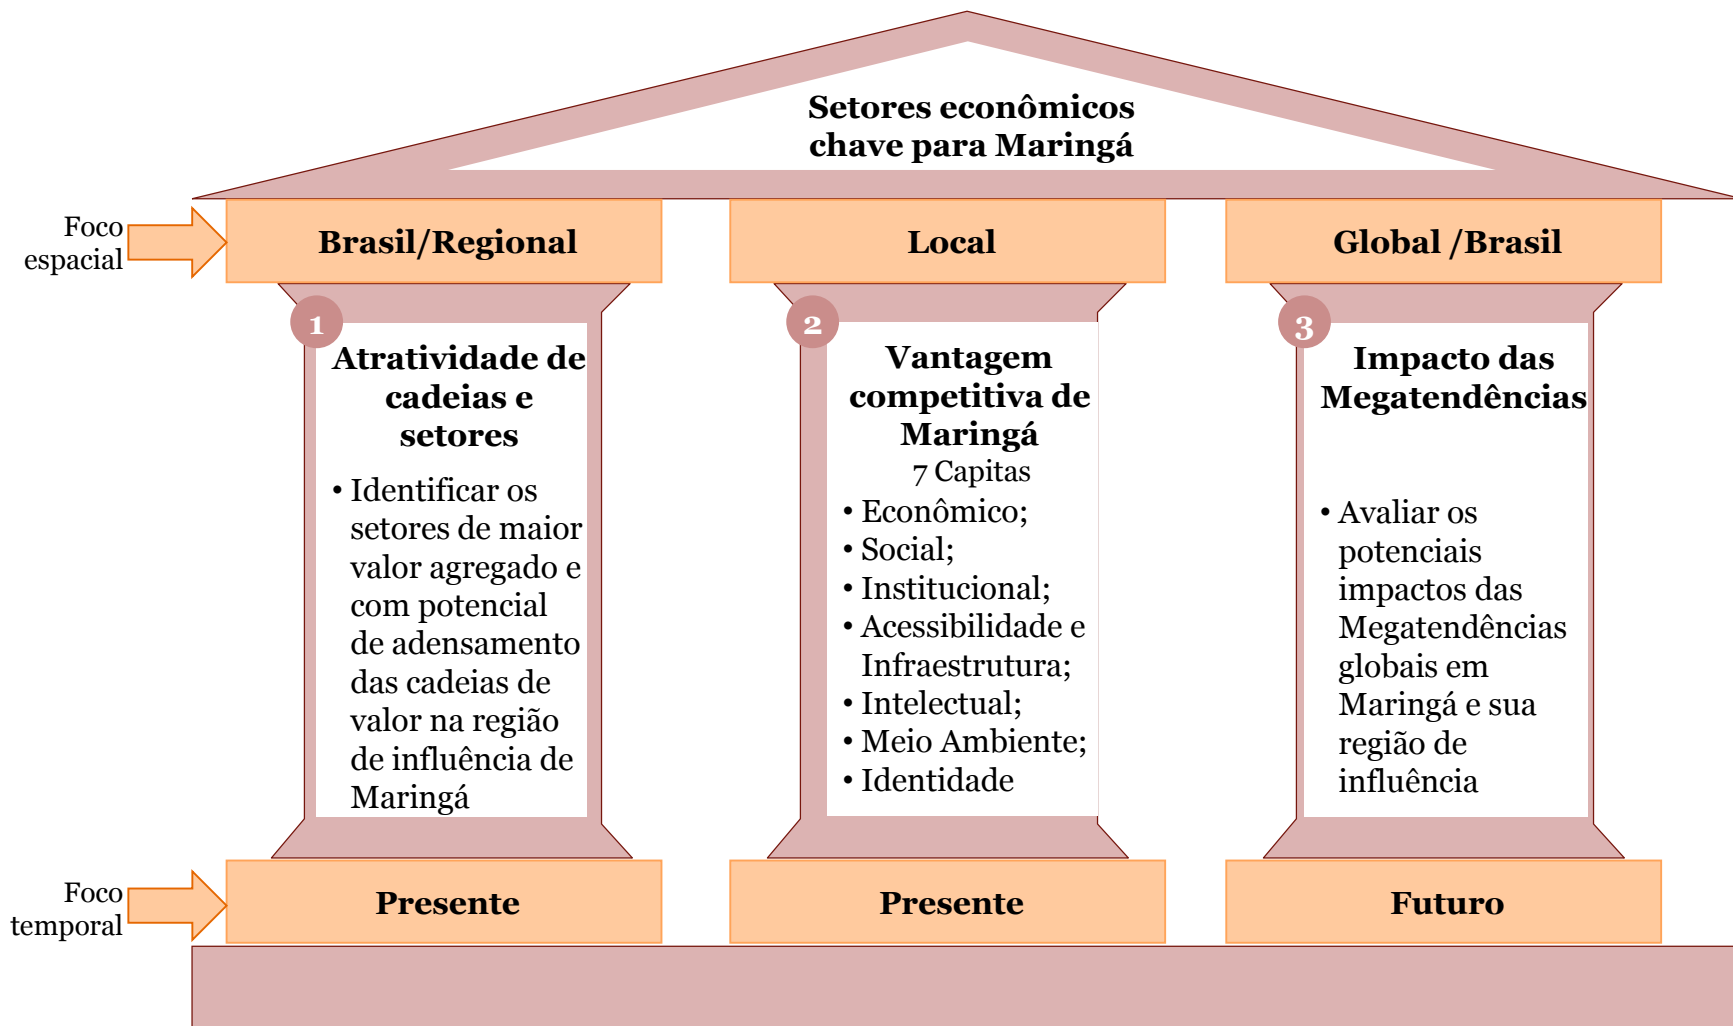 Setores econômicos
chave para Maringá
Foco
espacial
Brasil/Regional
Local
Global /Brasil
1
Atratividade de
cadeias e
setores
• Identificar os
setores de maior
valor agregado e
com potencial
de adensamento
das cadeias de
valor na região
de influência de
Maringá
2
Vantagem
competitiva de
Maringá
7 Capitas
• Econômico;
• Social;
• Institucional;
• Acessibilidade e
Infraestrutura;
• Intelectual;
• Meio Ambiente;
• Identidade
3
Impacto das
Megatendências
• Avaliar os
potenciais
impactos das
Megatendências
globais em
Maringá e sua
região de
influência
Foco
temporal
Presente
Presente
Futuro